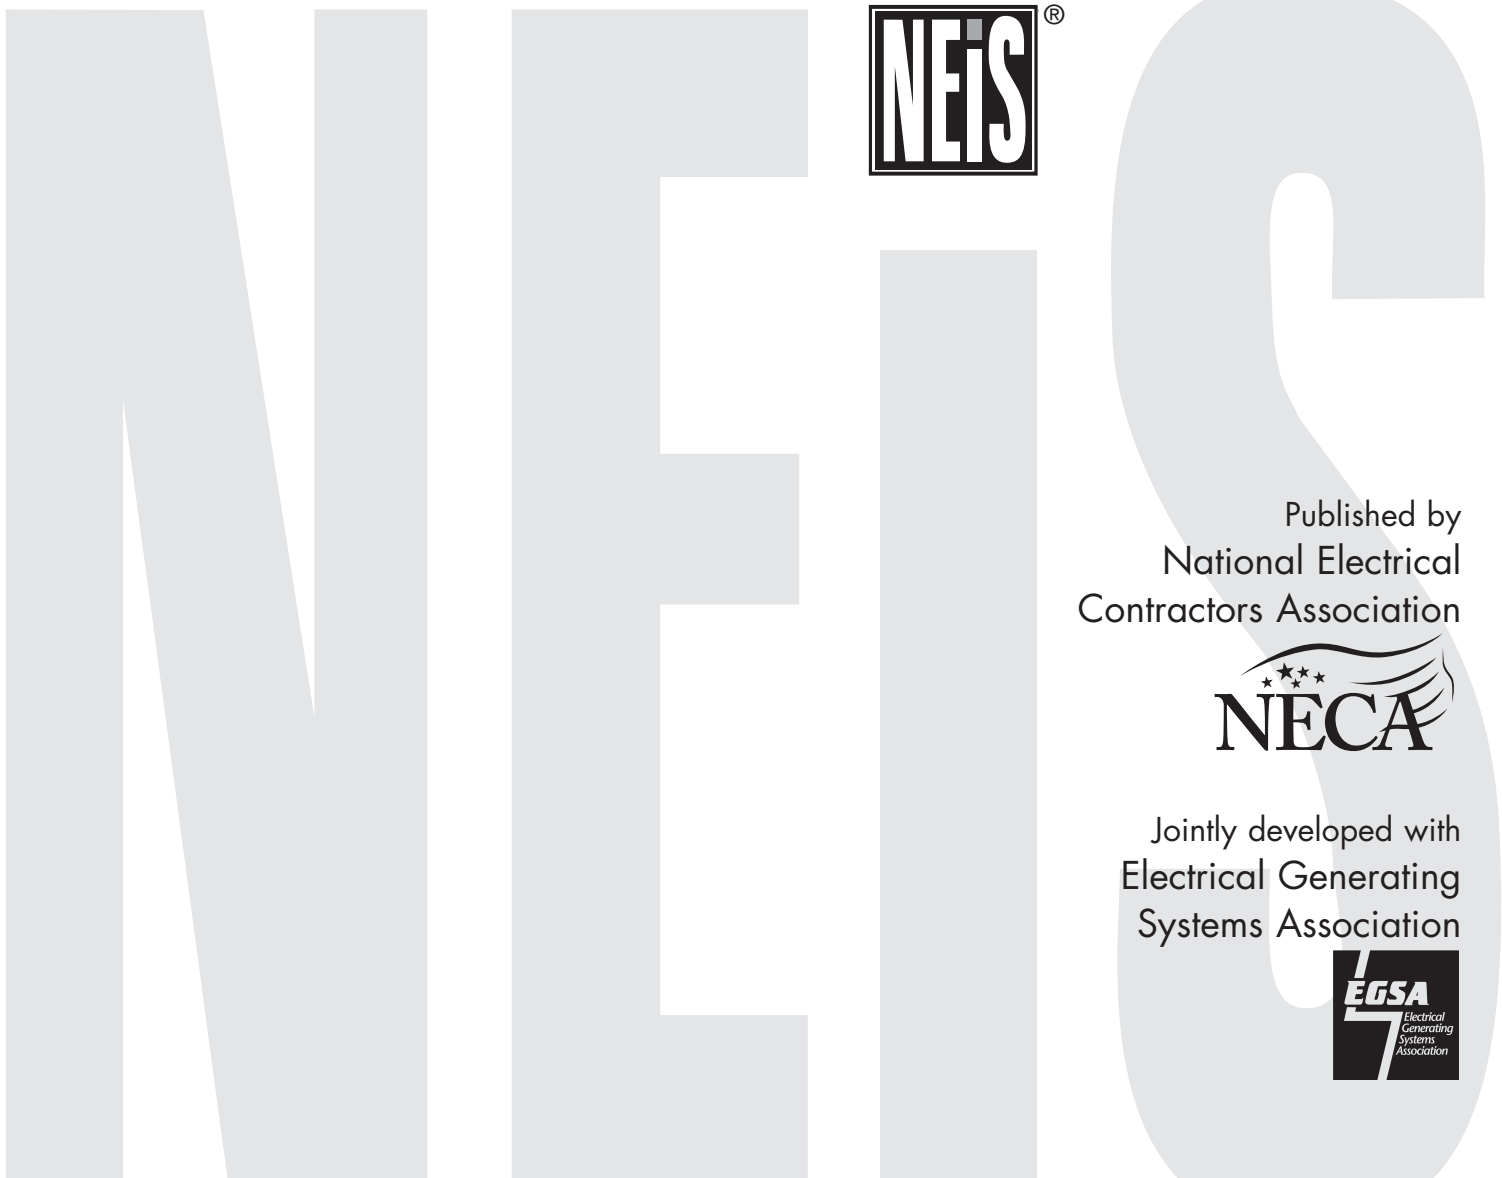 NEiS
NEiS®
Published by
National Electrical
Contractors Association
NECA
Jointly developed with
Electrical Generating
Systems Association
EGSA
Electrical
Generating
Systems
Association